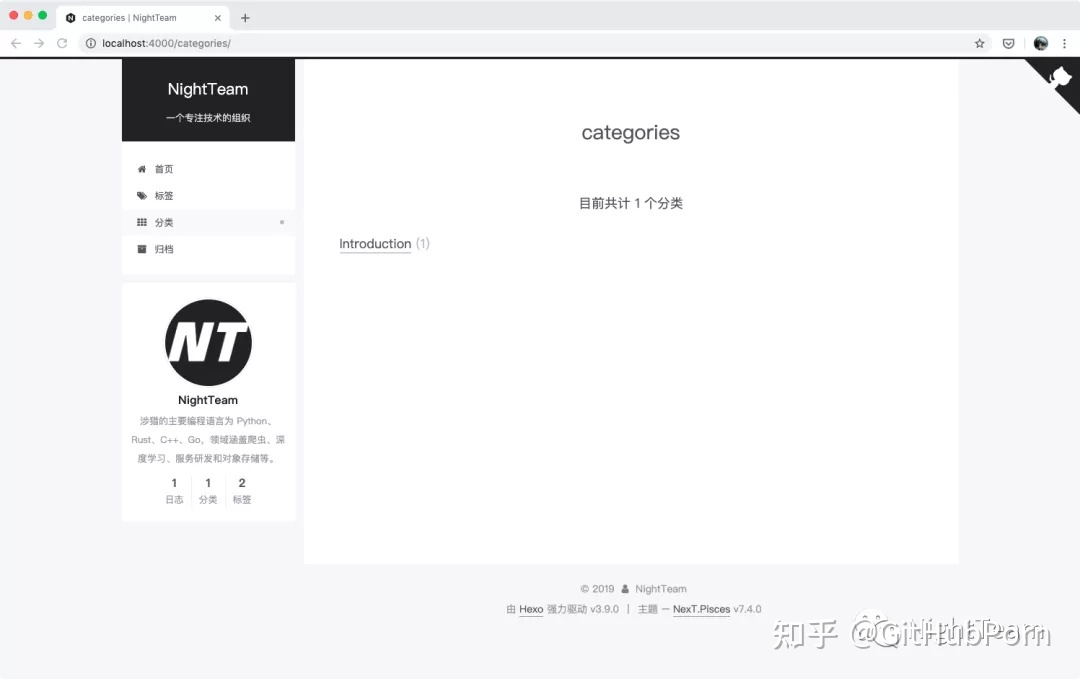 categories | NightTeam
localhost:4000/categories/
NightTeam
一个专注技术的组织
首页
标签
分类
归档
NT
NightTeam
涉猎的主要编程语言为 Python、
Rust、C++、Go，领域涵盖爬虫、深
度学习、服务研发和对象存储等。
1 1 2
日志 分类 标签
categories
目前共计 1 个分类
Introduction (1)
© 2019 NightTeam
由 Hexo 强力驱动 v3.9.0 | 主题 — NexT.Pisces v7.4.0
知乎 @GitHubPorn
NightTeam